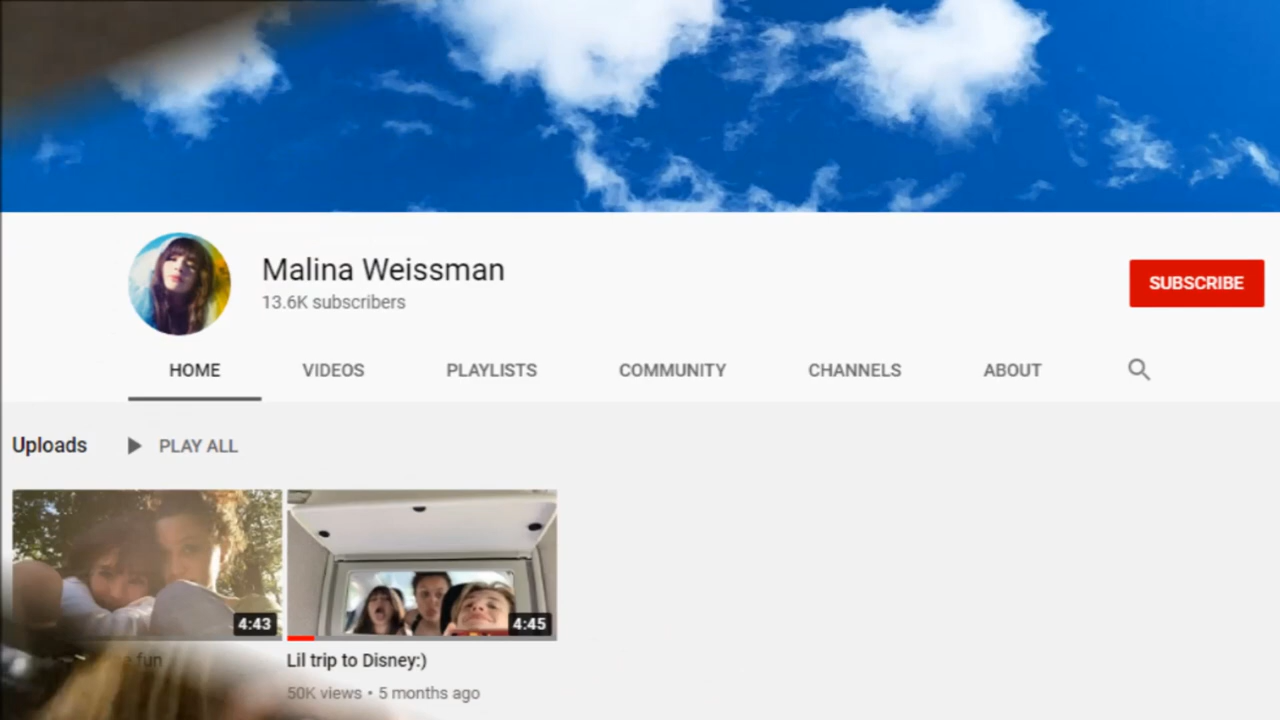 Malina Weissman
13.6K subscribers
SUBSCRIBE
HOME VIDEOS PLAYLISTS COMMUNITY CHANNELS ABOUT
Uploads PLAY ALL
4:43
4:45
fun
Lil trip to Disney:)
50K views • 5 months ago